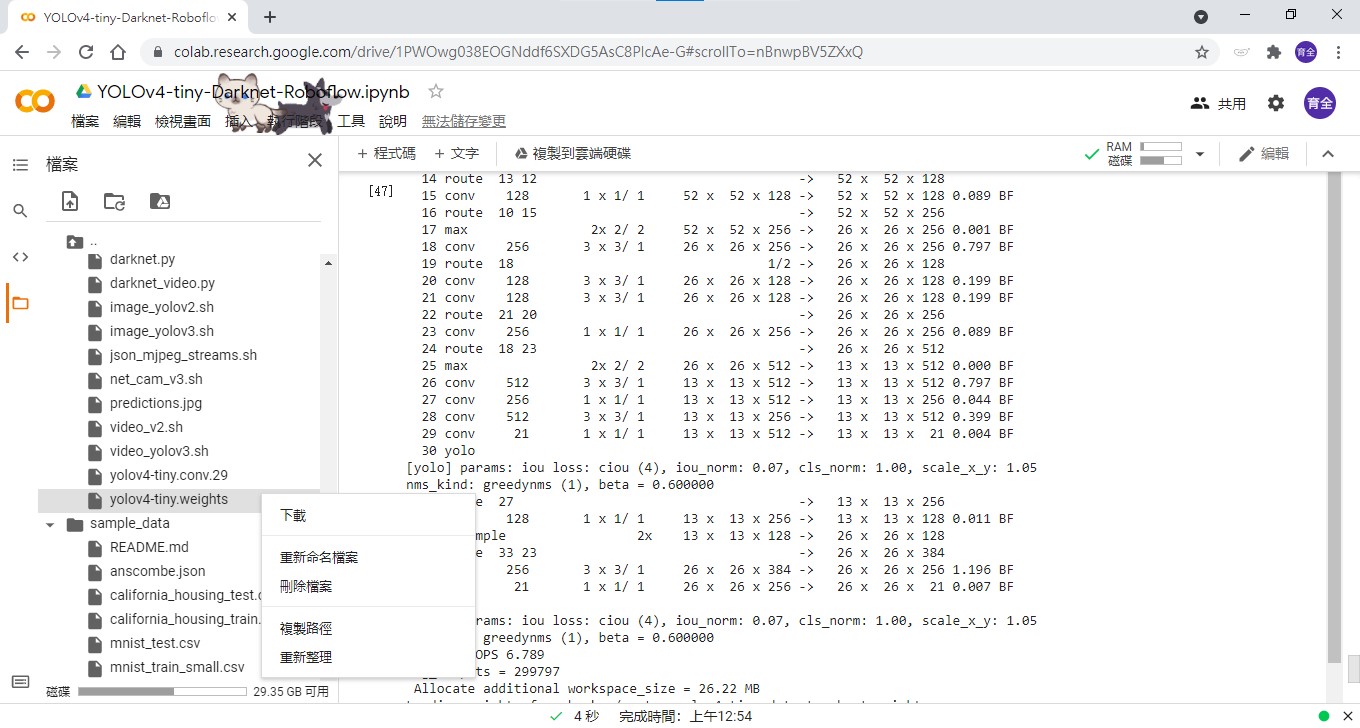 YOLOv4-tiny-Darknet-Roboflo
colab.research.google.com/drive/1PWOwg038EOGNddf6SXDG5AsC8PlcAe-G#scrollTo=nBnwpBV5ZXxQ
育全
YOLOv4-tiny-Darknet-Roboflow.ipynb
共用
育全
檔案 編輯 檢視畫面 插入 執行階段 工具 說明 無法儲存變更
檔案
+ 程式碼 + 文字 複製到雲端硬碟
RAM
磁碟
編輯
..
darknet.py
darknet_video.py
image_yolov2.sh
image_yolov3.sh
json_mjpeg_streams.sh
net_cam_v3.sh
predictions.jpg
video_v2.sh
video_yolov3.sh
yolov4-tiny.conv.29
yolov4-tiny.weights
sample_data
README.md
anscombe.json
california_housing_test.c
california_housing_train.
mnist_test.csv
mnist_train_small.csv
磁碟 29.35 GB 可用
下載
重新命名檔案
刪除檔案
複製路徑
重新整理
[47]
14 route 13 12 -> 52 x 52 x 128
15 conv 128 1 x 1/ 1 52 x 52 x 128 -> 52 x 52 x 128 0.089 BF
16 route 10 15 -> 52 x 52 x 256
17 max 2x 2/ 2 52 x 52 x 256 -> 26 x 26 x 256 0.001 BF
18 conv 256 3 x 3/ 1 26 x 26 x 256 -> 26 x 26 x 256 0.797 BF
19 route 18 1/2 -> 26 x 26 x 128
20 conv 128 3 x 3/ 1 26 x 26 x 128 -> 26 x 26 x 128 0.199 BF
21 conv 128 3 x 3/ 1 26 x 26 x 128 -> 26 x 26 x 128 0.199 BF
22 route 21 20 -> 26 x 26 x 256
23 conv 256 1 x 1/ 1 26 x 26 x 256 -> 26 x 26 x 256 0.089 BF
24 route 18 23 -> 26 x 26 x 512
25 max 2x 2/ 2 26 x 26 x 512 -> 13 x 13 x 512 0.000 BF
26 conv 512 3 x 3/ 1 13 x 13 x 512 -> 13 x 13 x 512 0.797 BF
27 conv 256 1 x 1/ 1 13 x 13 x 512 -> 13 x 13 x 256 0.044 BF
28 conv 512 3 x 3/ 1 13 x 13 x 256 -> 13 x 13 x 512 0.399 BF
29 conv 21 1 x 1/ 1 13 x 13 x 512 -> 13 x 13 x 21 0.004 BF
30 yolo
[yolo] params: iou loss: ciou (4), iou_norm: 0.07, cls_norm: 1.00, scale_x_y: 1.05
nms_kind: greedynms (1), beta = 0.600000
e 27 -> 13 x 13 x 256
128 1 x 1/ 1 13 x 13 x 256 -> 13 x 13 x 128 0.011 BF
mple 2x 13 x 13 x 128 -> 26 x 26 x 128
e 33 23 -> 26 x 26 x 384
256 3 x 3/ 1 26 x 26 x 384 -> 26 x 26 x 256 1.196 BF
21 1 x 1/ 1 26 x 26 x 256 -> 26 x 26 x 21 0.007 BF
rams: iou loss: ciou (4), iou_norm: 0.07, cls_norm: 1.00, scale_x_y: 1.05
greedynms (1), beta = 0.600000
OPS 6.789
ts = 299797
Allocate additional workspace_size = 26.22 MB
4 秒 完成時間: 上午12:54